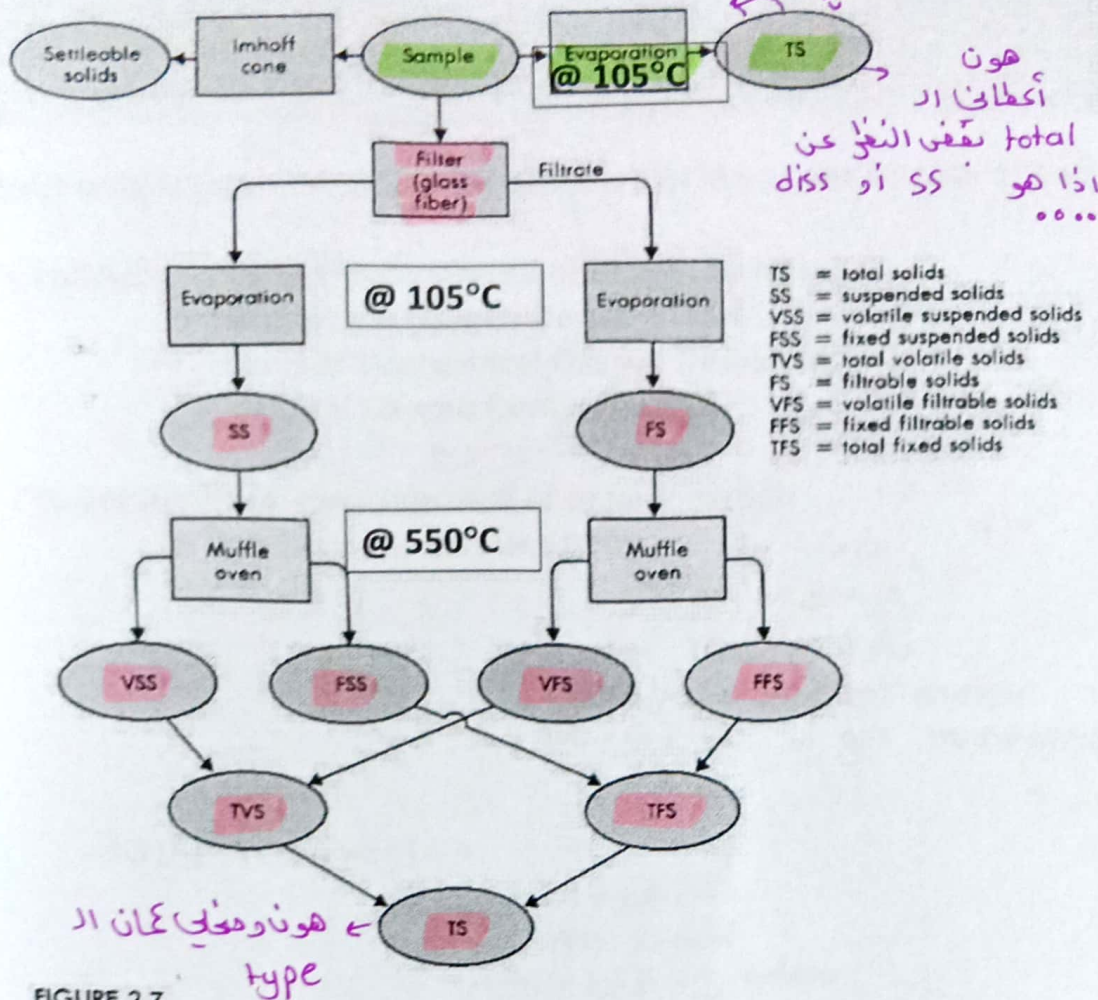 Settleable
solids
Imhoff
cone
Sample
Evaporation
@ 105°C
TS
هون
أعطاني ال
total بغض النظر عن
اذا هو SS أو diss
....
Filter
(glass
fiber)
Filtrate
Evaporation
@ 105°C
Evaporation
TS = total solids
SS = suspended solids
VSS = volatile suspended solids
FSS = fixed suspended solids
TVS = total volatile solids
FS = filtrable solids
VFS = volatile filtrable solids
FFS = fixed filtrable solids
TFS = total fixed solids
SS
FS
Muffle
oven
@ 550°C
Muffle
oven
VSS
FSS
VFS
FFS
TVS
TFS
TS
هون كمان ال
type
FIGURE 2.7